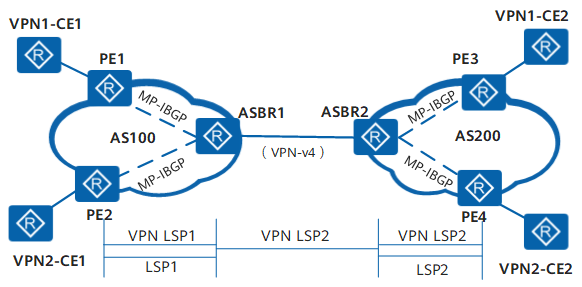 VPN1-CE1
VPN1-CE2
PE1
PE3
R
R
R
R
MP-IBGP
MP-IBGP
ASBR1
ASBR2
AS100
R
R
AS200
( VPN-v4 )
MP-IBGP
MP-IBGP
R
R
PE2
PE4
R
R
VPN LSP1
VPN LSP2
VPN LSP2
VPN2-CE1
LSP1
LSP2
VPN2-CE2